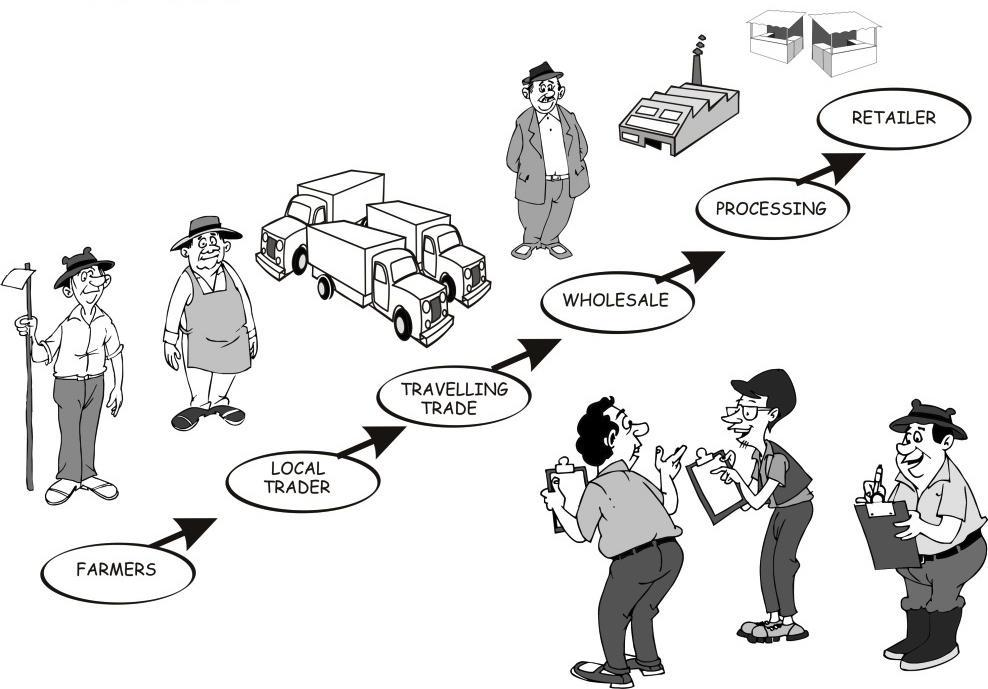 RETAILER
PROCESSING
WHOLESALE
TRAVELLING
TRADE
LOCAL
TRADER
FARMERS